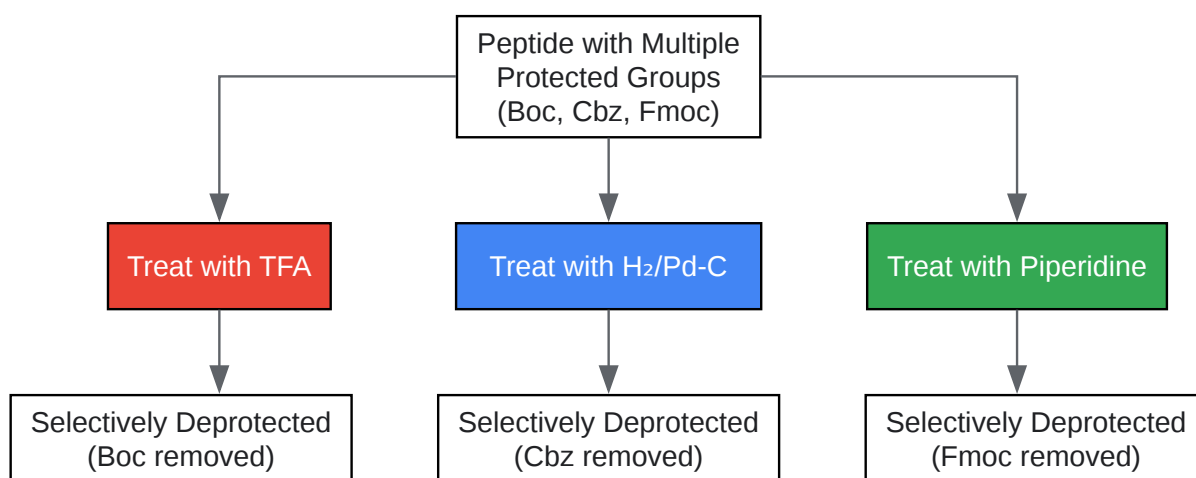 Peptide with Multiple
Protected Groups
(Boc, Cbz, Fmoc)
Treat with TFA
Treat with H₂/Pd-C
Treat with Piperidine
Selectively Deprotected
(Boc removed)
Selectively Deprotected
(Cbz removed)
Selectively Deprotected
(Fmoc removed)